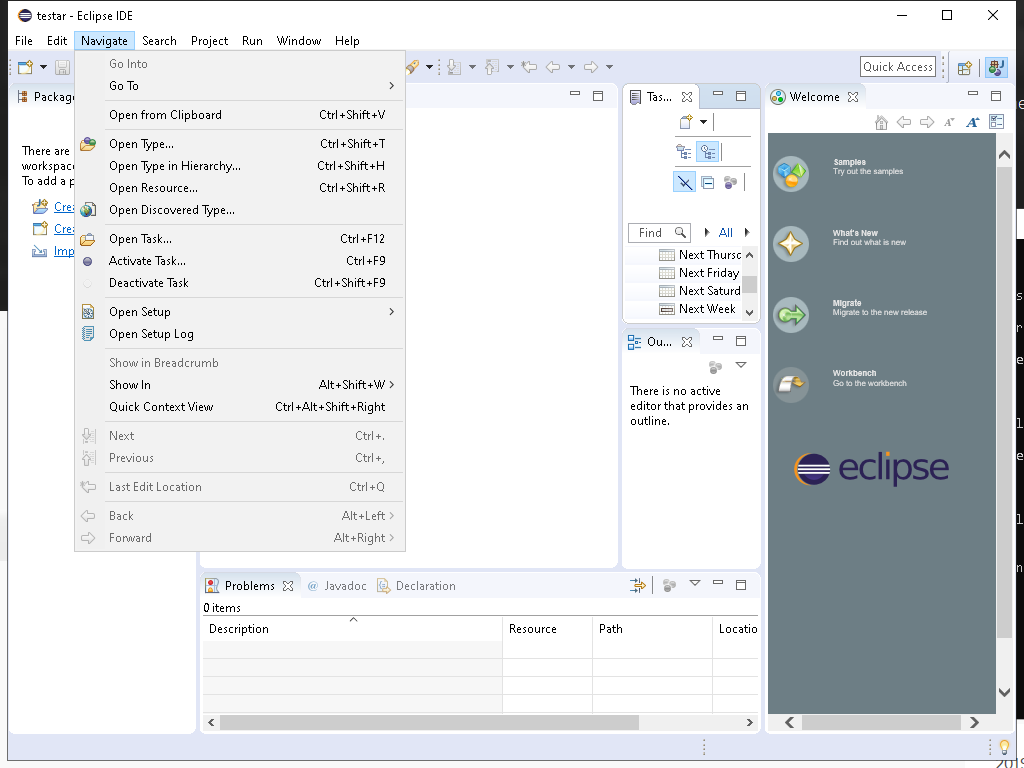 testar - Eclipse IDE
File Edit Navigate Search Project Run Window Help
Quick Access
Go Into
Go To
Open from Clipboard Ctrl+Shift+V
Open Type... Ctrl+Shift+T
Open Type in Hierarchy... Ctrl+Shift+H
Open Resource... Ctrl+Shift+R
Open Discovered Type...
Open Task... Ctrl+F12
Activate Task... Ctrl+F9
Deactivate Task Ctrl+Shift+F9
Open Setup
Open Setup Log
Show in Breadcrumb
Show In Alt+Shift+W
Quick Context View Ctrl+Alt+Shift+Right
Next Ctrl+.
Previous Ctrl+,
Last Edit Location Ctrl+Q
Back Alt+Left
Forward Alt+Right
Packag
There are
workspac
To add a p
Crea
Crea
Imp
Tas...
Find All
Next Thursd
Next Friday
Next Saturd
Next Week
Ou...
There is no active
editor that provides an
outline.
Welcome
Samples
Try out the samples
What's New
Find out what is new
Migrate
Migrate to the new release
Workbench
Go to the workbench
eclipse
Problems @ Javadoc Declaration
0 items
Description Resource Path Locatio